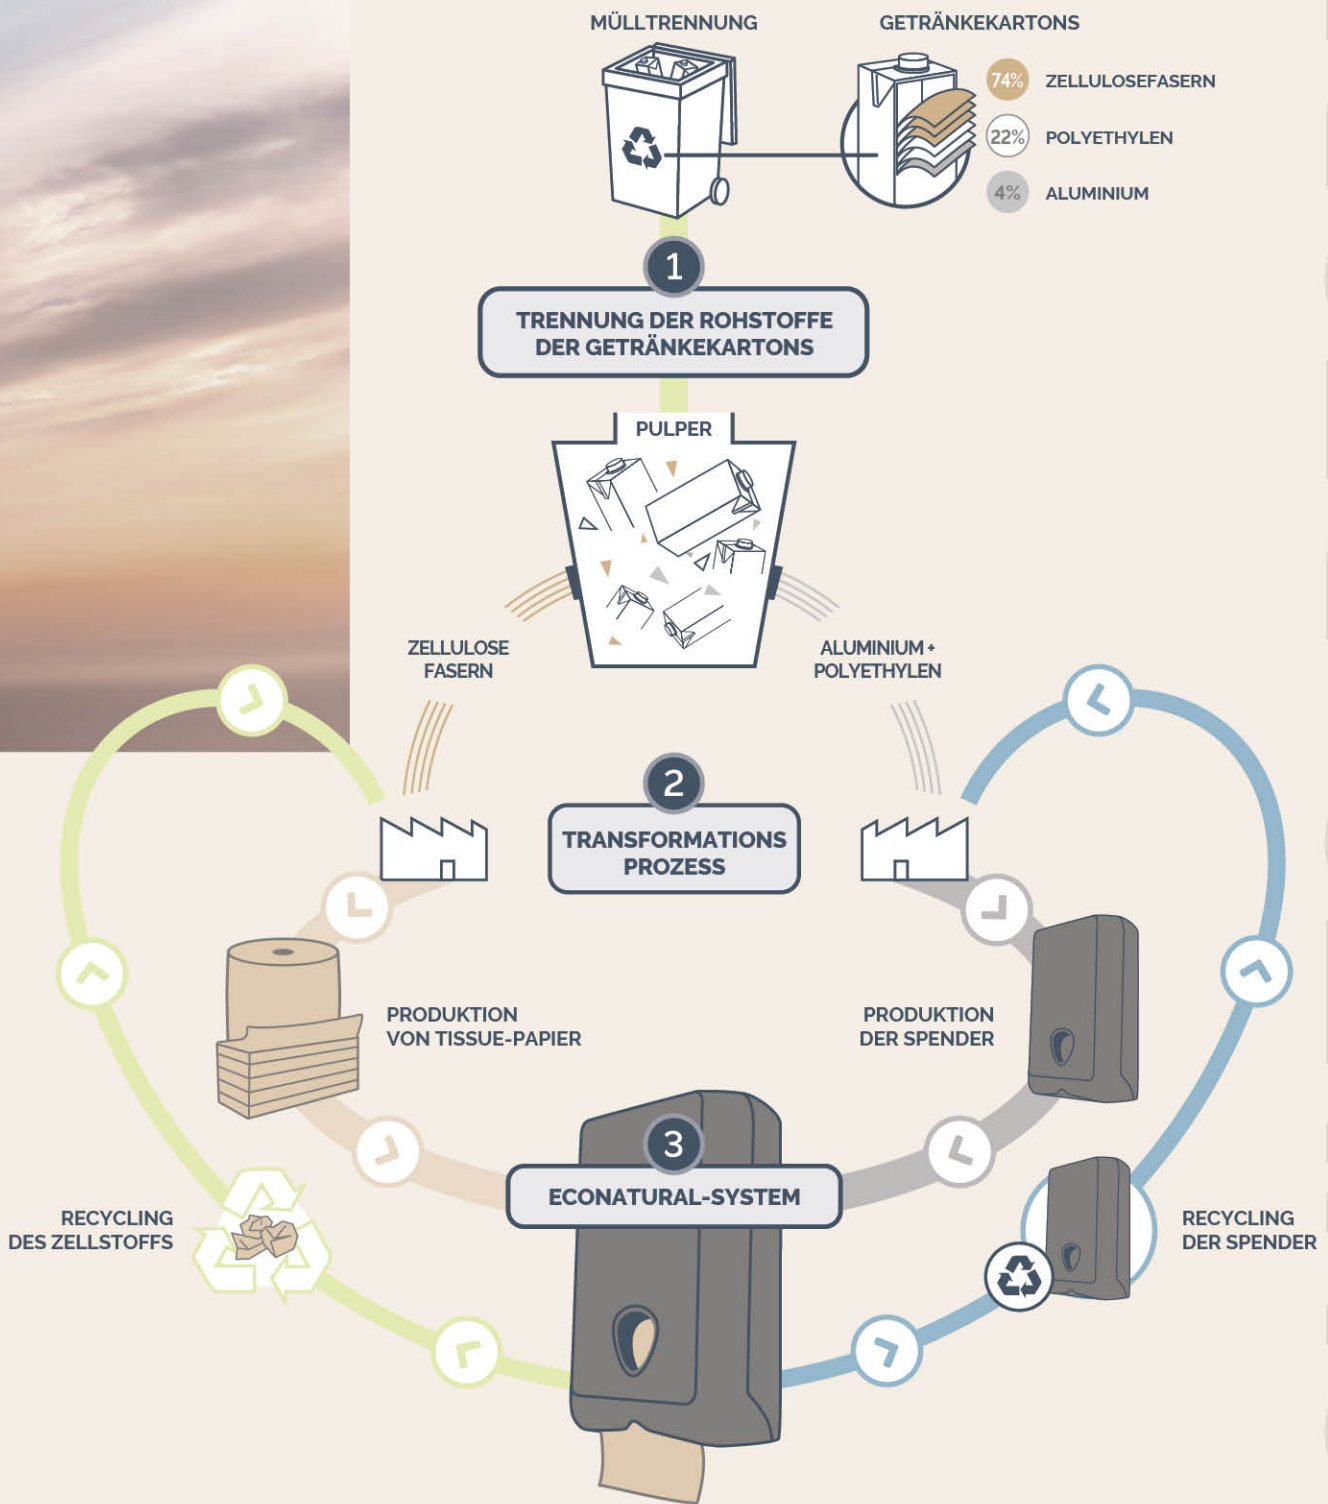 MÜLLTRENNUNG
GETRÄNKEKARTONS
74% ZELLULOSEFASERN
22% POLYETHYLEN
4% ALUMINIUM
1
TRENNUNG DER ROHSTOFFE
DER GETRÄNKEKARTONS
PULPER
ZELLULOSE
FASERN
ALUMINIUM +
POLYETHYLEN
2
TRANSFORMATIONS
PROZESS
PRODUKTION
VON TISSUE-PAPIER
PRODUKTION
DER SPENDER
3
ECONATURAL-SYSTEM
RECYCLING
DES ZELLSTOFFS
RECYCLING
DER SPENDER